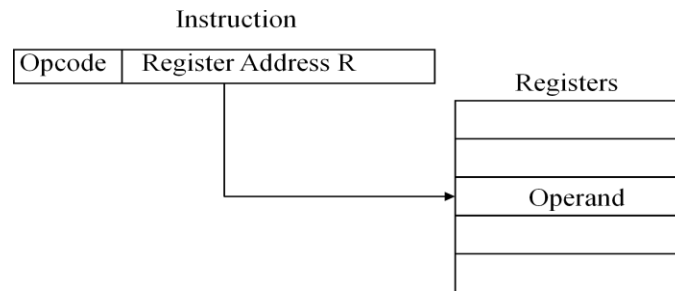 Instruction
Opcode
Register Address R
Registers
Operand